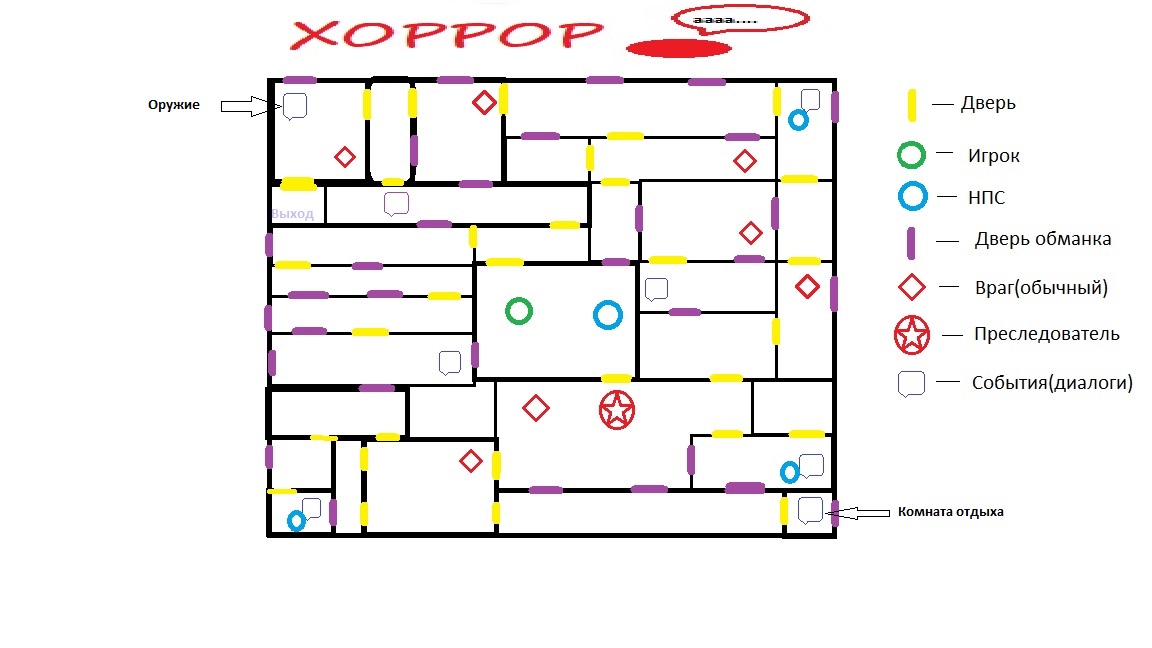 ХОРРОР
аааа....
Оружие
Выход
Дверь
Игрок
НПС
Дверь обманка
Враг(обычный)
Преследователь
События(диалоги)
Комната отдыха